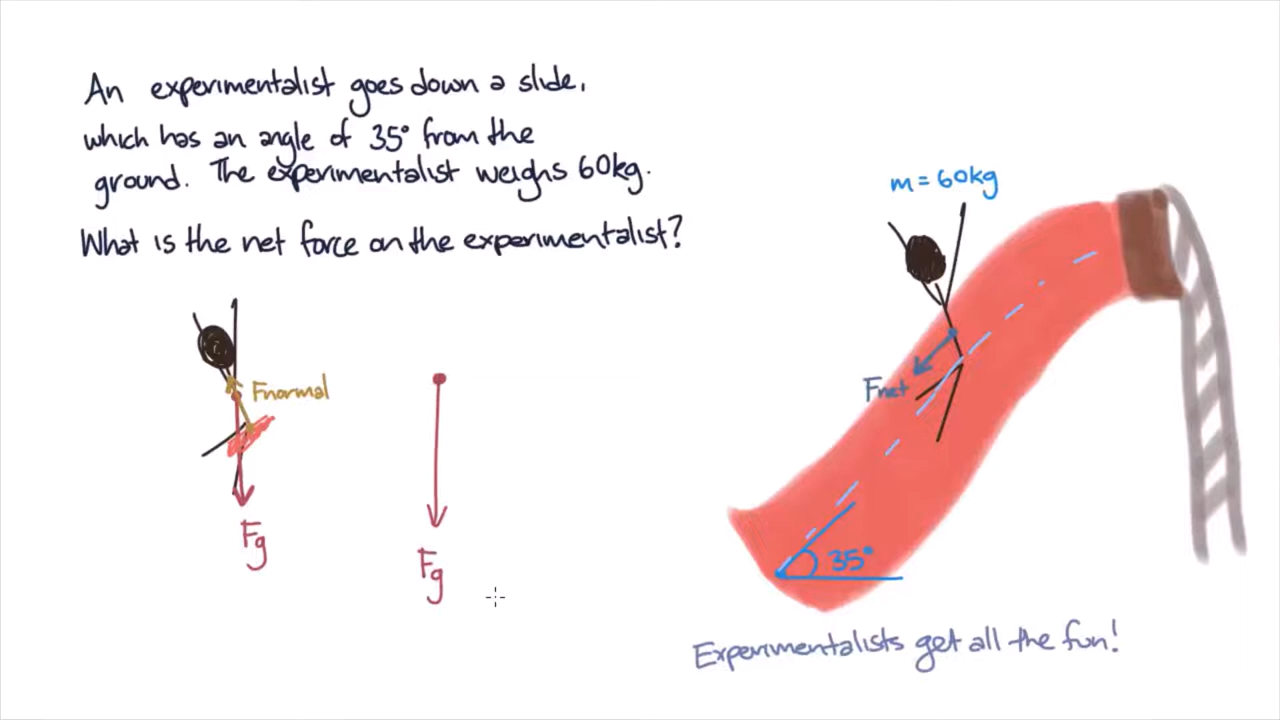 An experimentalist goes down a slide,
which has an angle of 35° from the
ground. The experimentalist weighs 60kg.
What is the net force on the experimentalist?
m = 60kg
Fnormal
Fnet
Fg
Fg
35°
Experimentalists get all the fun!